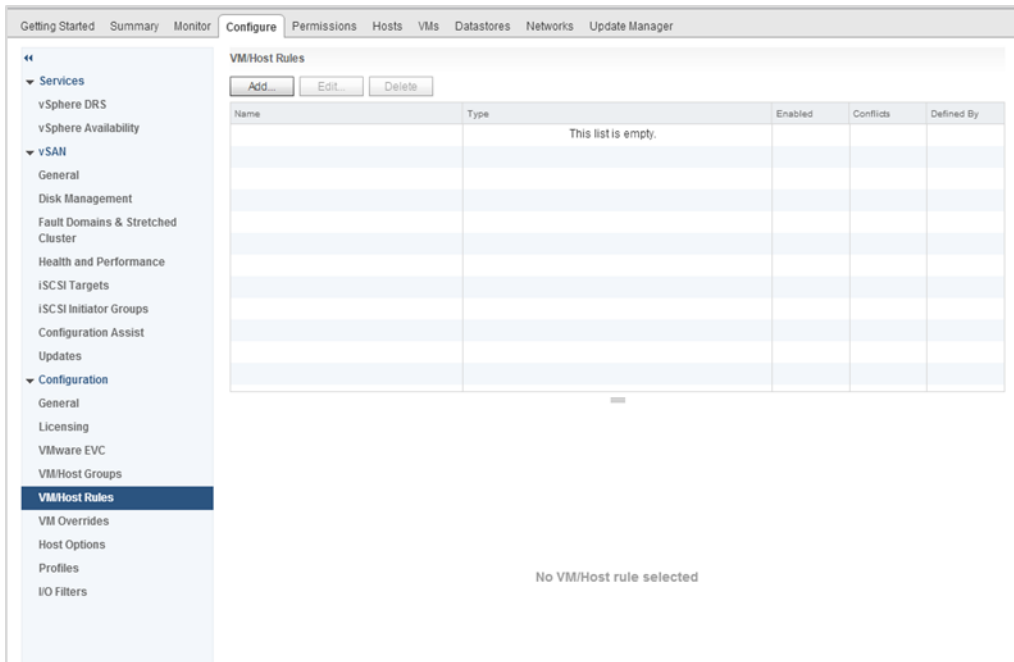 Getting Started Summary Monitor Configure Permissions Hosts VMs Datastores Networks Update Manager
Services
vSphere DRS
vSphere Availability
vSAN
General
Disk Management
Fault Domains & Stretched
Cluster
Health and Performance
iSCSI Targets
iSCSI Initiator Groups
Configuration Assist
Updates
Configuration
General
Licensing
VMware EVC
VM/Host Groups
VM/Host Rules
VM Overrides
Host Options
Profiles
I/O Filters
VM/Host Rules
Add... Edit... Delete
Name Type Enabled Conflicts Defined By
This list is empty.
No VM/Host rule selected